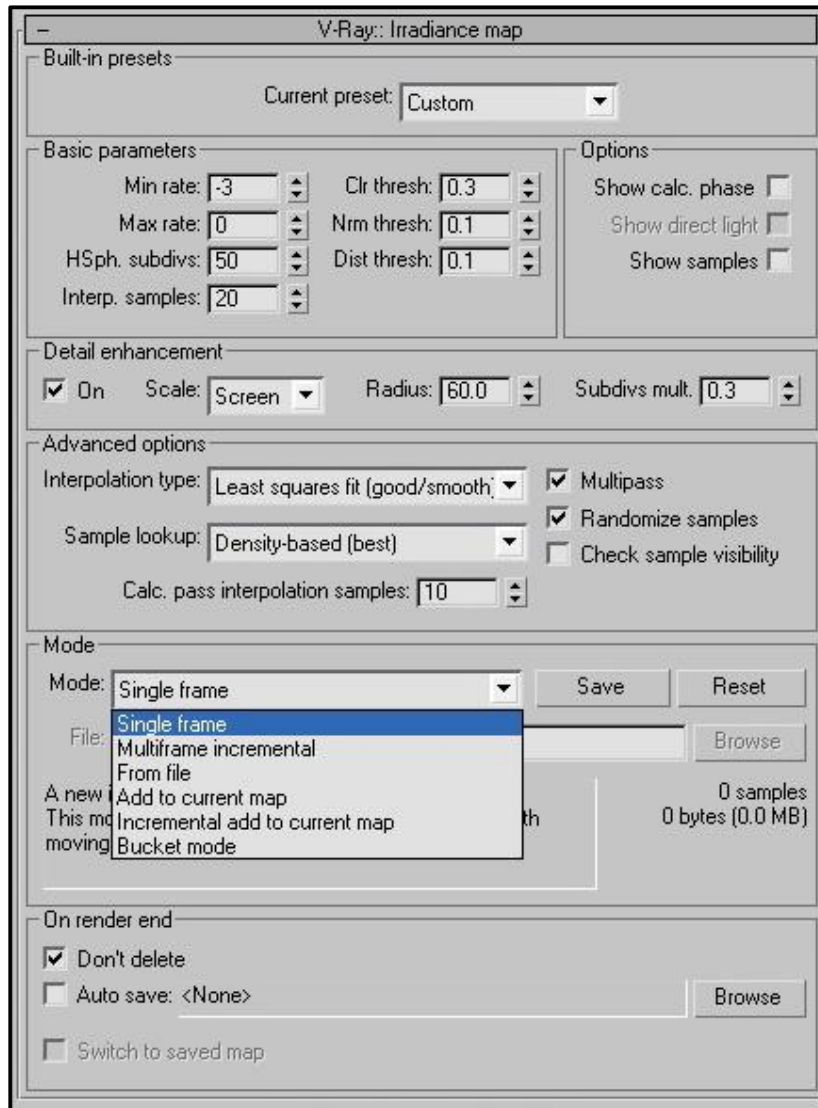 V-Ray:: Irradiance map
Built-in presets
Current preset: Custom
Basic parameters
Min rate: -3
Max rate: 0
HSph. subdivs: 50
Interp. samples: 20
Clr thresh: 0.3
Nrm thresh: 0.1
Dist thresh: 0.1
Options
Show calc. phase
Show direct light
Show samples
Detail enhancement
On Scale: Screen Radius: 60.0 Subdivs mult. 0.3
Advanced options
Interpolation type: Least squares fit (good/smooth)
Sample lookup: Density-based (best)
Calc. pass interpolation samples: 10
Multipass
Randomize samples
Check sample visibility
Mode
Mode: Single frame Save Reset
Single frame
Multiframe incremental
From file
Add to current map
Incremental add to current map
Bucket mode
File: Browse
A new
This
moving
0 samples
0 bytes (0.0 MB)
On render end
Don't delete
Auto save: <None> Browse
Switch to saved map